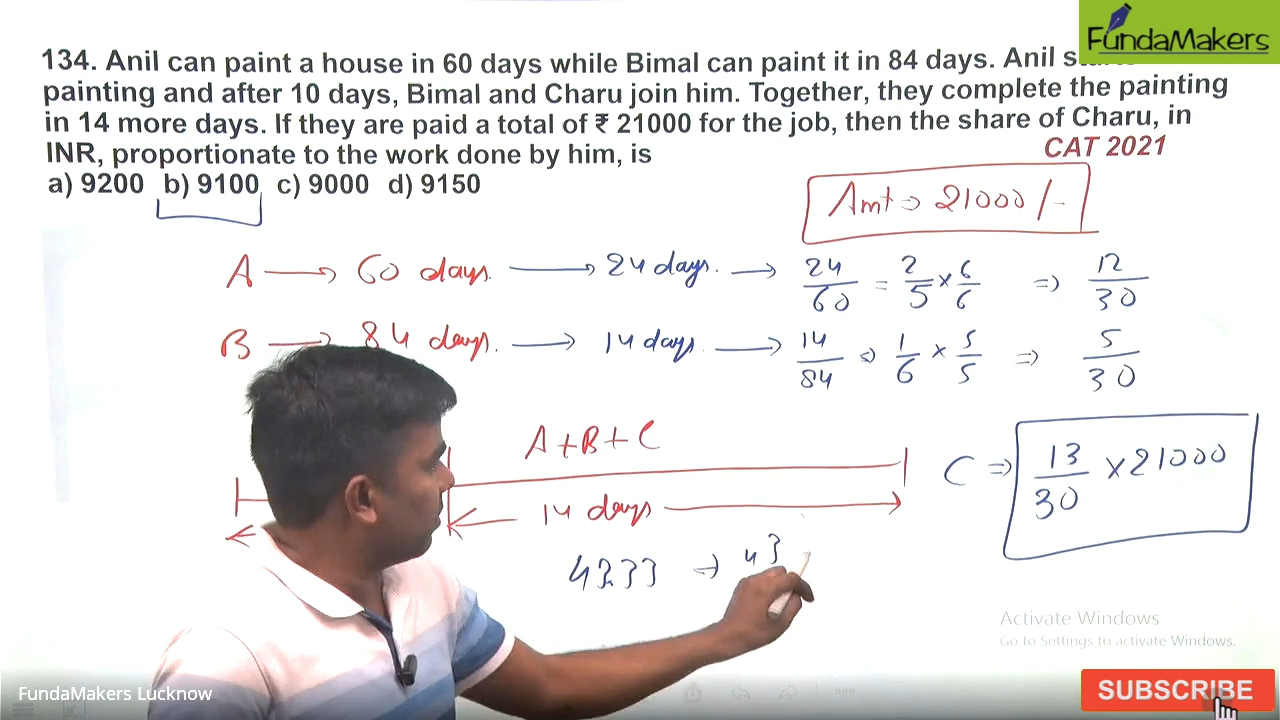 FundaMakers
134. Anil can paint a house in 60 days while Bimal can paint it in 84 days. Anil
painting and after 10 days, Bimal and Charu join him. Together, they complete the painting
in 14 more days. If they are paid a total of ₹ 21000 for the job, then the share of Charu, in
INR, proportionate to the work done by him, is
CAT 2021
a) 9200 b) 9100 c) 9000 d) 9150
Amt ⇒ 21000/-
A → 60 days. → 24 days. → 24/60 = 2/5 × 6/6 ⇒ 12/30
B → 84 days. → 14 days. → 14/84 ⇒ 1/6 × 5/5 ⇒ 5/30
A+B+C
C ⇒ 13/30 × 21000
14 days
43.33 → 43
Activate Windows
Go to Settings to activate Windows.
FundaMakers Lucknow
SUBSCRIBE